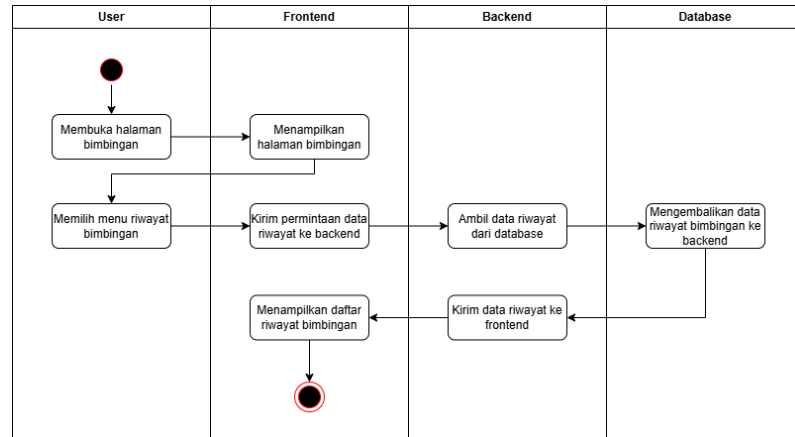 User
Frontend
Backend
Database
Membuka halaman
bimbingan
Menampilkan
halaman bimbingan
Memilih menu riwayat
bimbingan
Kirim permintaan data
riwayat ke backend
Ambil data riwayat
dari database
Mengembalikan data
riwayat bimbingan ke
backend
Menampilkan daftar
riwayat bimbingan
Kirim data riwayat ke
frontend